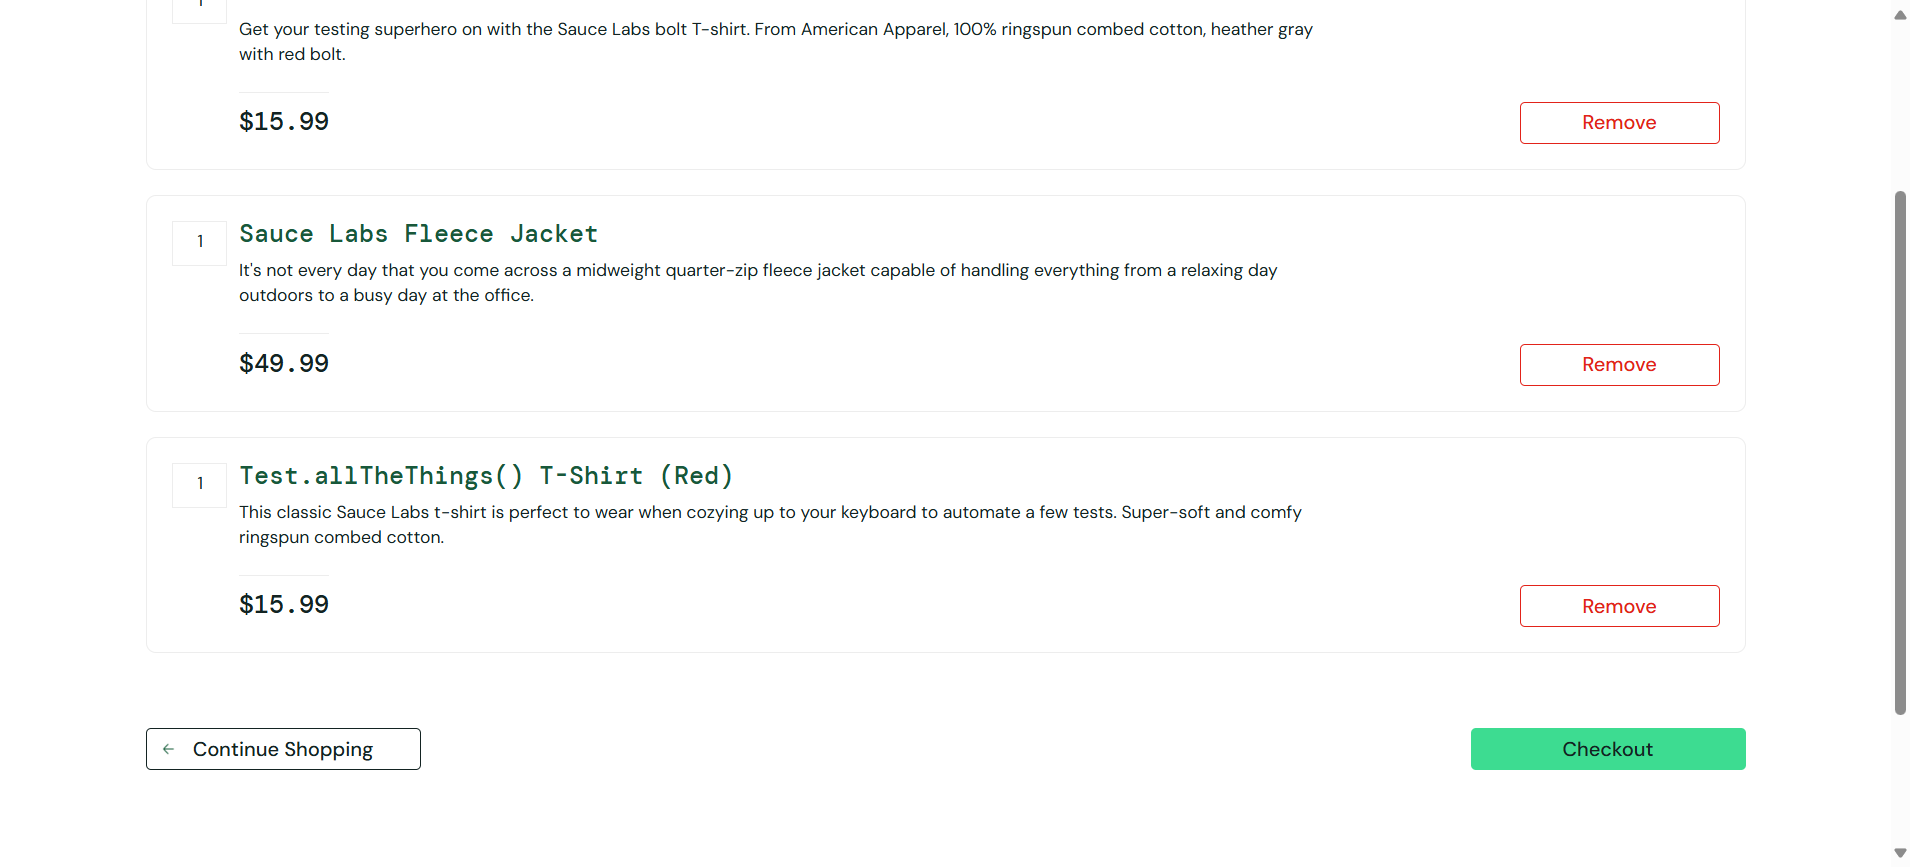 Get your testing superhero on with the Sauce Labs bolt T-shirt. From American Apparel, 100% ringspun combed cotton, heather gray
with red bolt.
$15.99
Remove
1
Sauce Labs Fleece Jacket
It's not every day that you come across a midweight quarter-zip fleece jacket capable of handling everything from a relaxing day
outdoors to a busy day at the office.
$49.99
Remove
1
Test.allTheThings() T-Shirt (Red)
This classic Sauce Labs t-shirt is perfect to wear when cozying up to your keyboard to automate a few tests. Super-soft and comfy
ringspun combed cotton.
$15.99
Remove
← Continue Shopping
Checkout